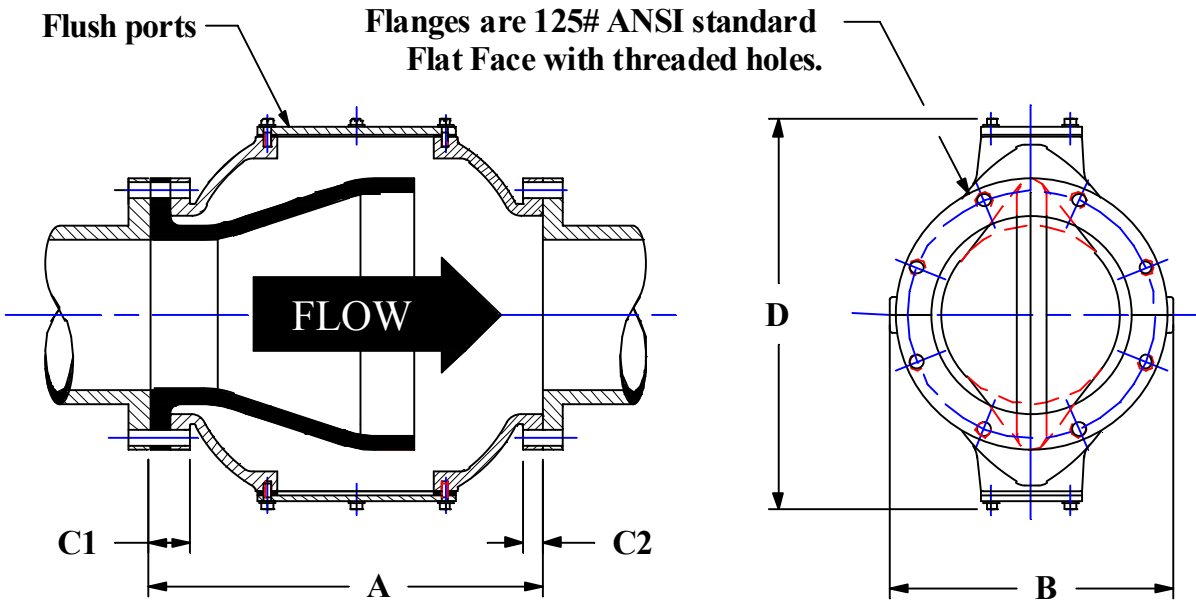 Flush ports
Flanges are 125# ANSI standard
Flat Face with threaded holes.
FLOW
D
C1
C2
A
B